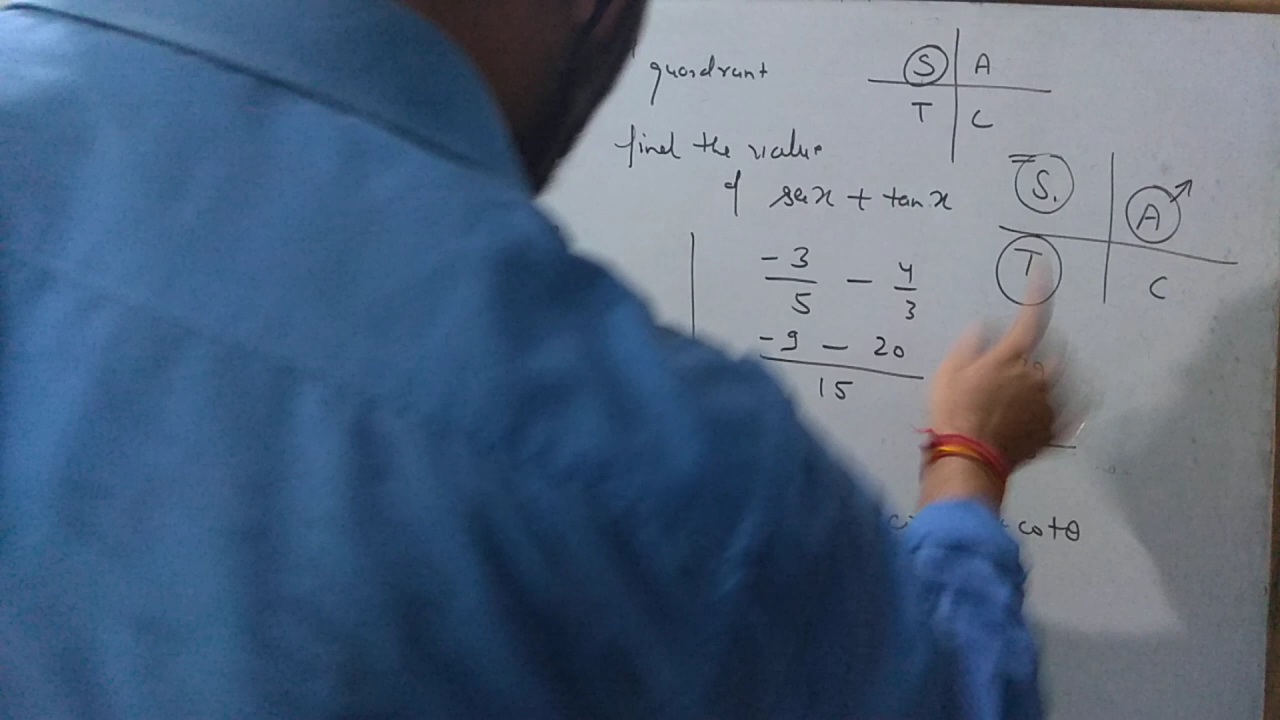 quadrant
S A
T C
find the value
of sec x + tan x
S. A
T C
-3/5 - 4/3
-9 - 20
15
cotθ